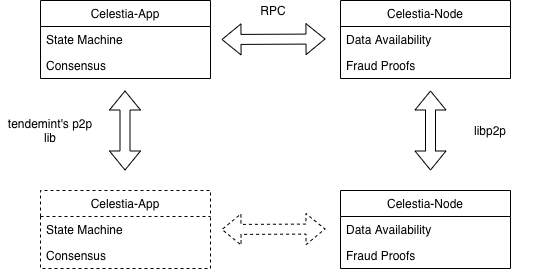 Celestia-App
State Machine
Consensus
RPC
Celestia-Node
Data Availability
Fraud Proofs
tendemint's p2p
lib
libp2p
Celestia-App
State Machine
Consensus
Celestia-Node
Data Availability
Fraud Proofs